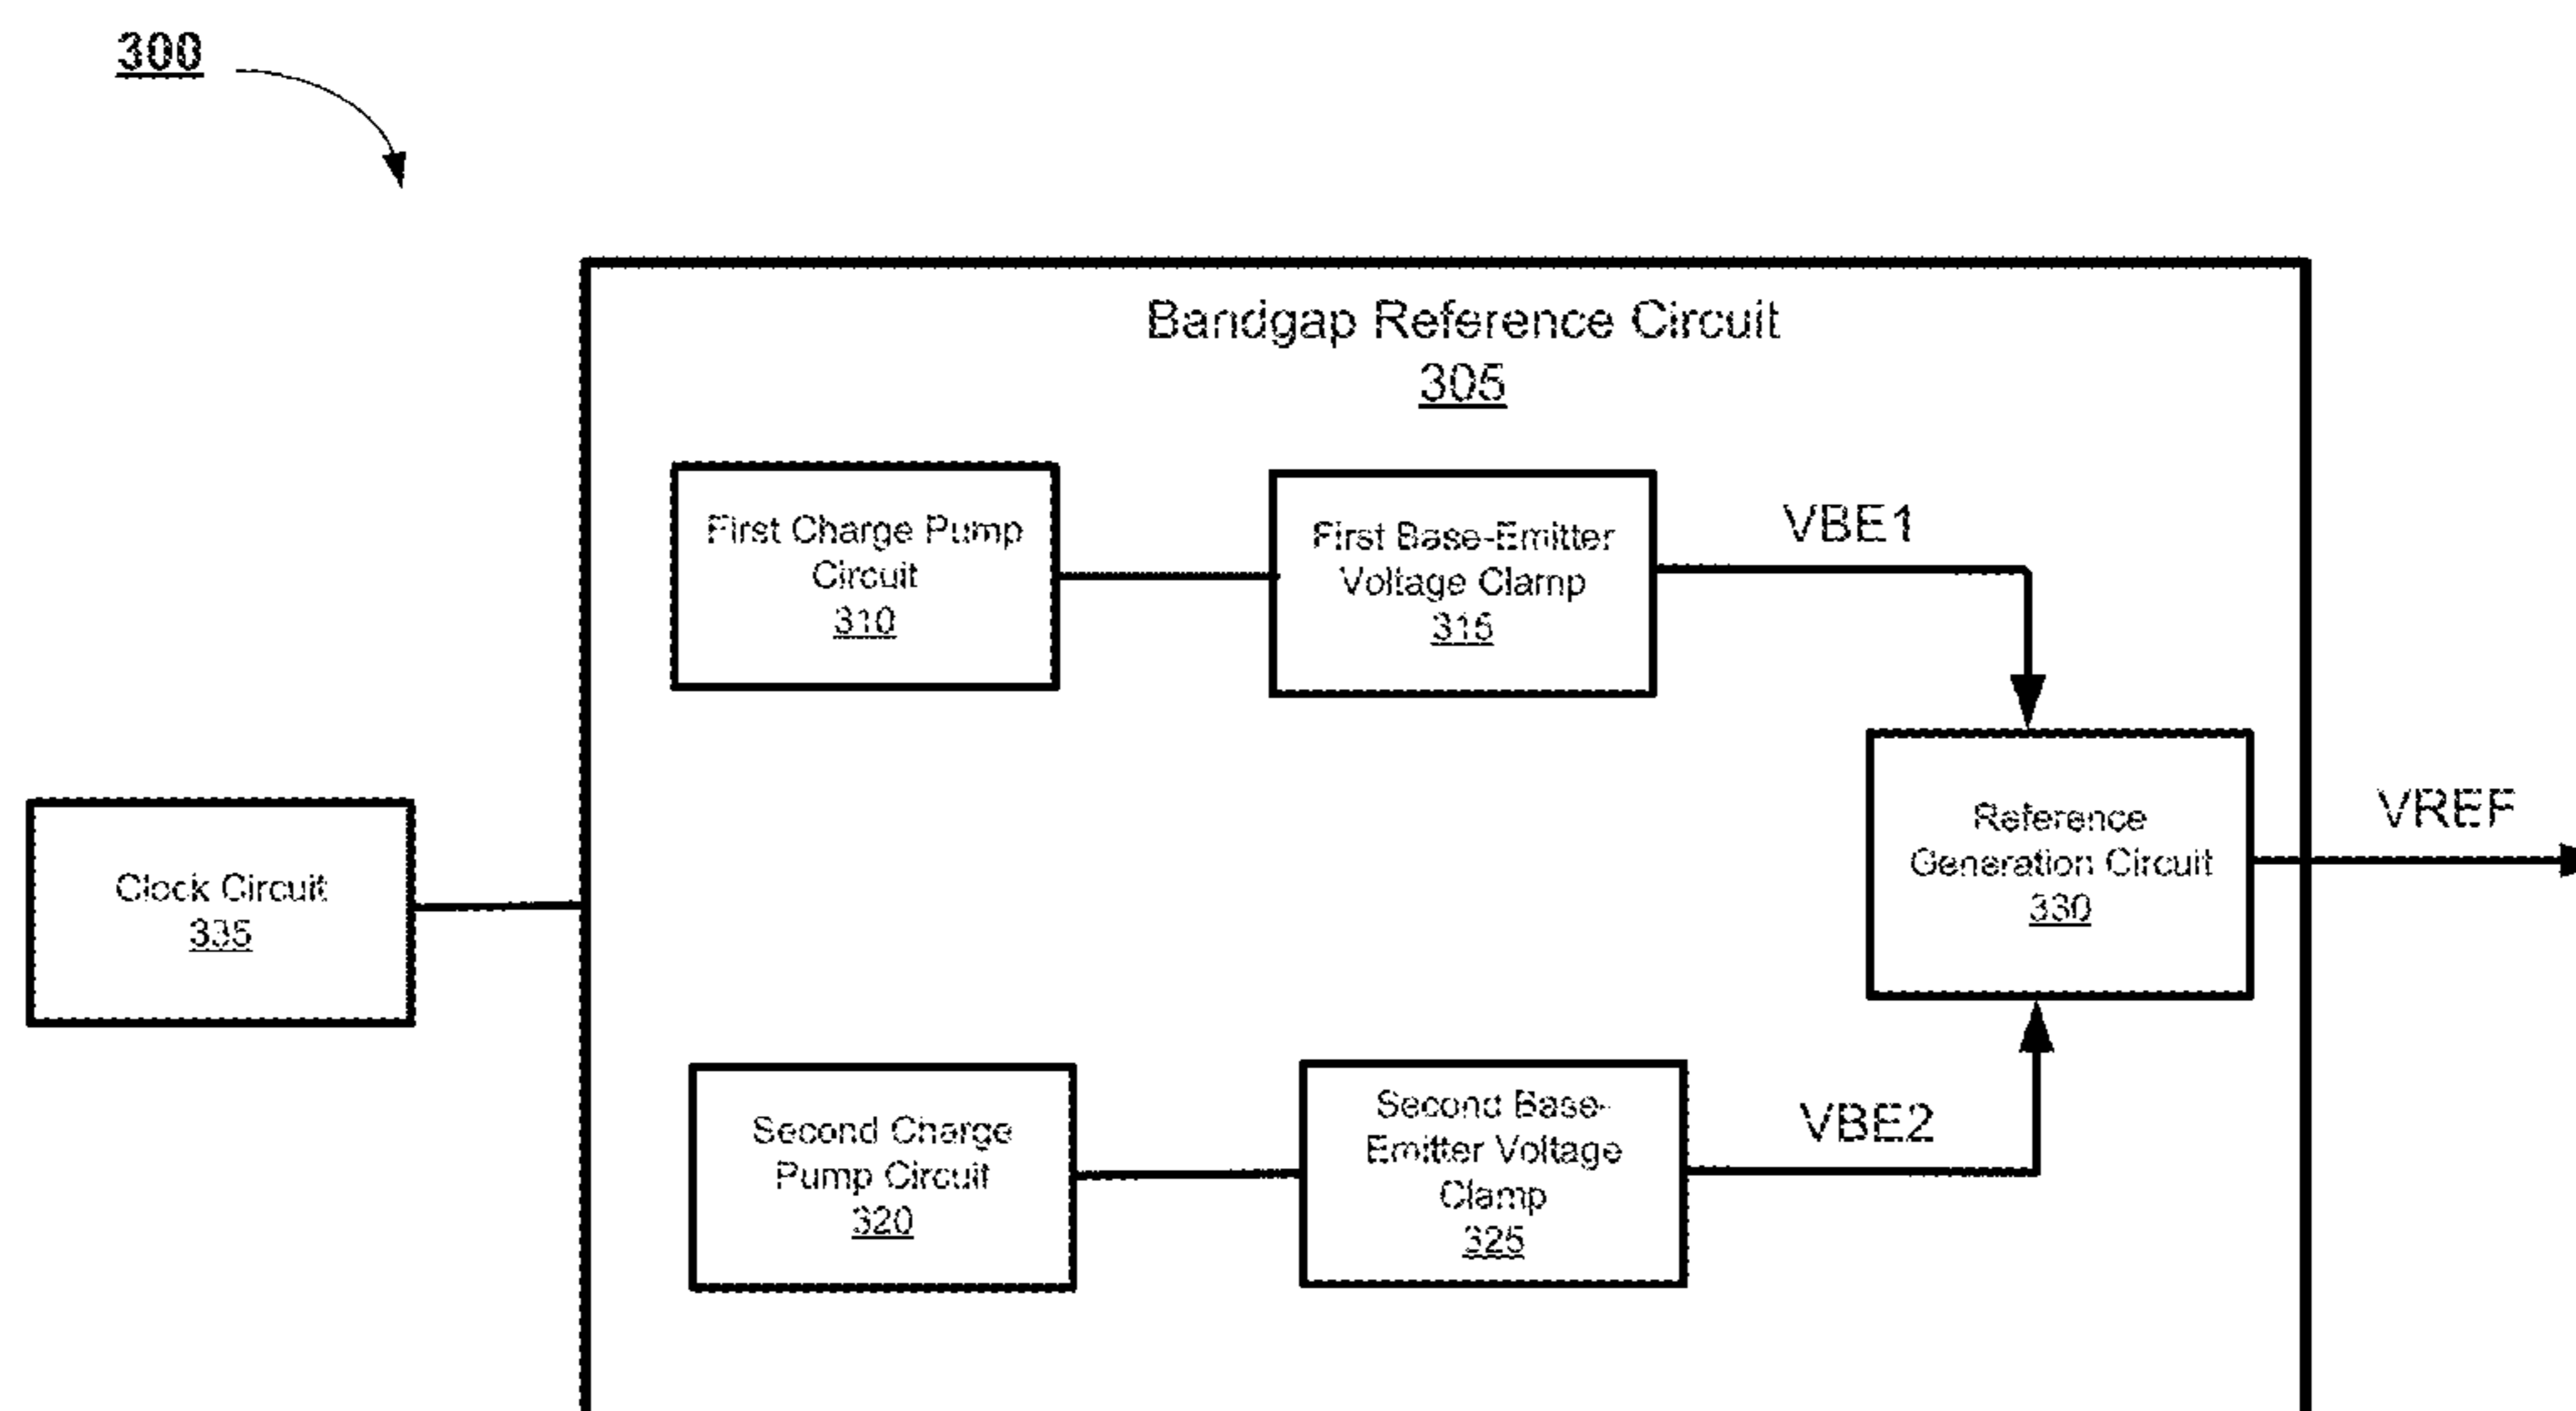 300
Bandgap Reference Circuit
305
First Charge Pump
Circuit
310
First Base-Emitter
Voltage Clamp
315
VBE1
Clock Circuit
335
Reference
Generation Circuit
330
VREF
Second Charge
Pump Circuit
320
Second Base-
Emitter Voltage
Clamp
325
VBE2